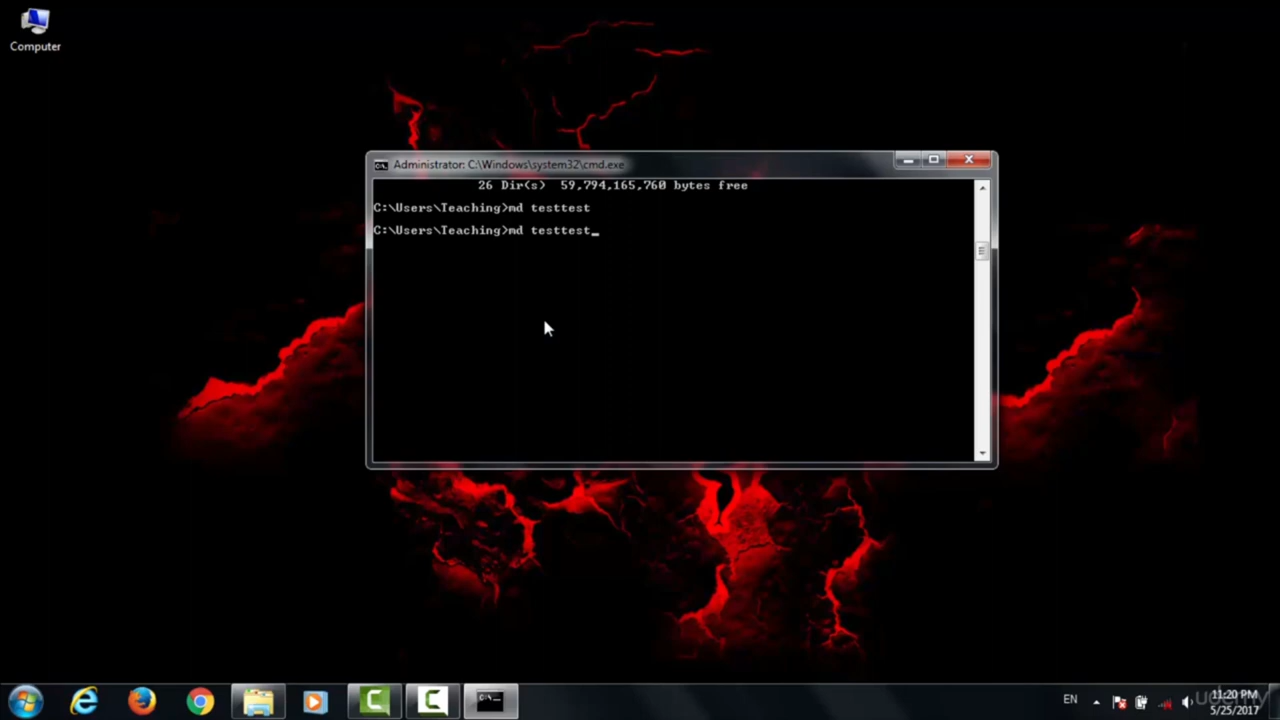 Computer
Administrator: C:\Windows\system32\cmd.exe
26 Dir(s) 59,794,165,760 bytes free
C:\Users\Teaching>md testtest
C:\Users\Teaching>md testtest_
EN
11:20 PM
5/25/2017
udemy